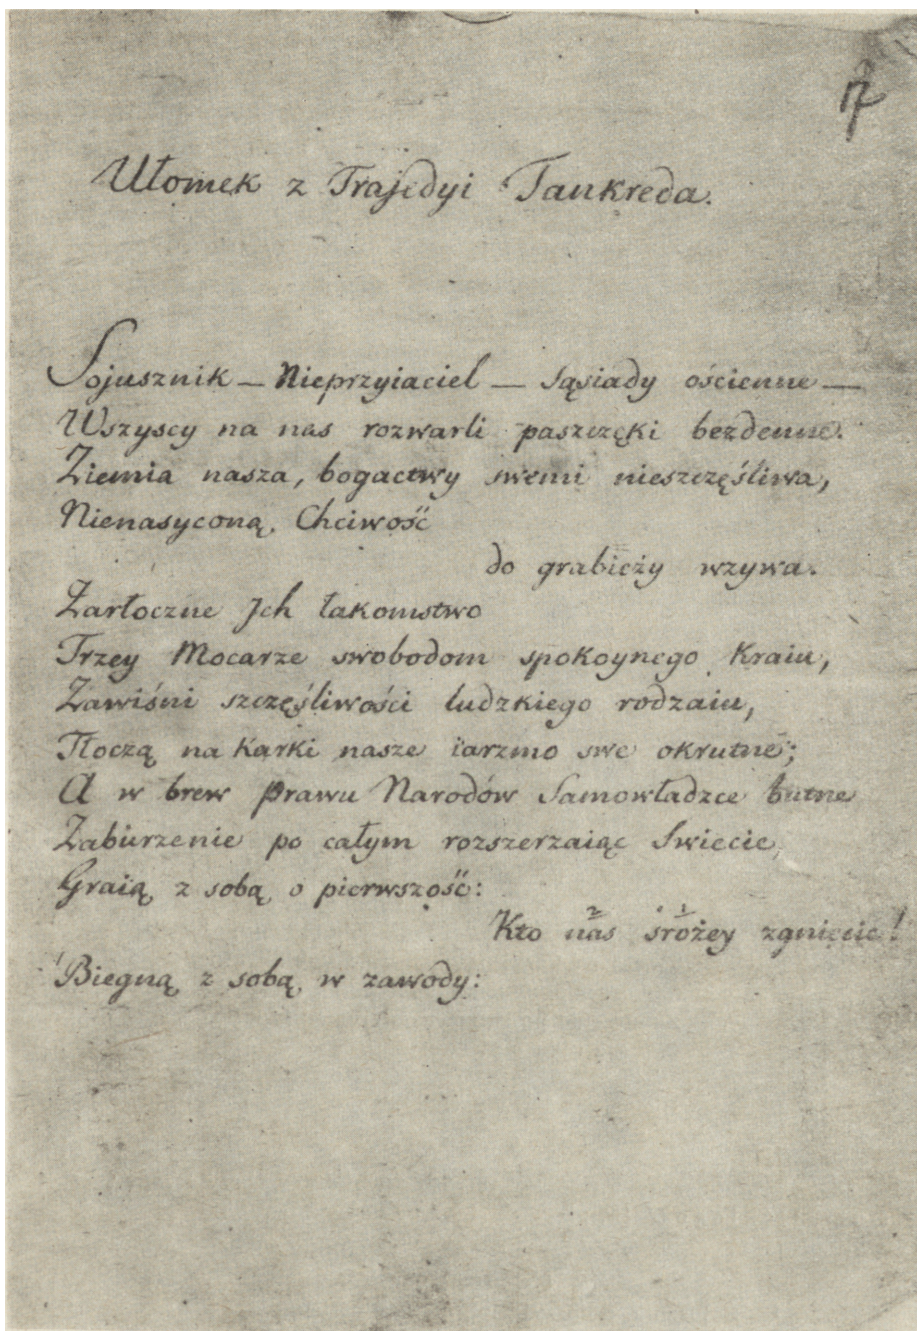 17
Ułomek z Trajedyi Tankreda.
Sojusznik — Nieprzyiaciel — Sąsiady ościenne —
Wszyscy na nas rozwarli paszczęki bezdenne.
Ziemia nasza, bogactwy swemi nieszczęśliwa,
Nienasyconą Chciwość
do grabieży wzywa.
Żarłoczne Jch łakomstwo
Trzey Mocarze swobodom spokoynego Kraiu,
Zawiśni szczęśliwości ludzkiego rodzaiu,
Tłoczą na Karki nasze iarzmo swe okrutne;
A w brew Prawu Narodów Samowładzce butne
Zaburzenie po całym rozszerzaiąc Swiecie,
Graią z sobą o pierwszość:
Kto nas srożey zgniecie!
Biegną z sobą w zawody: